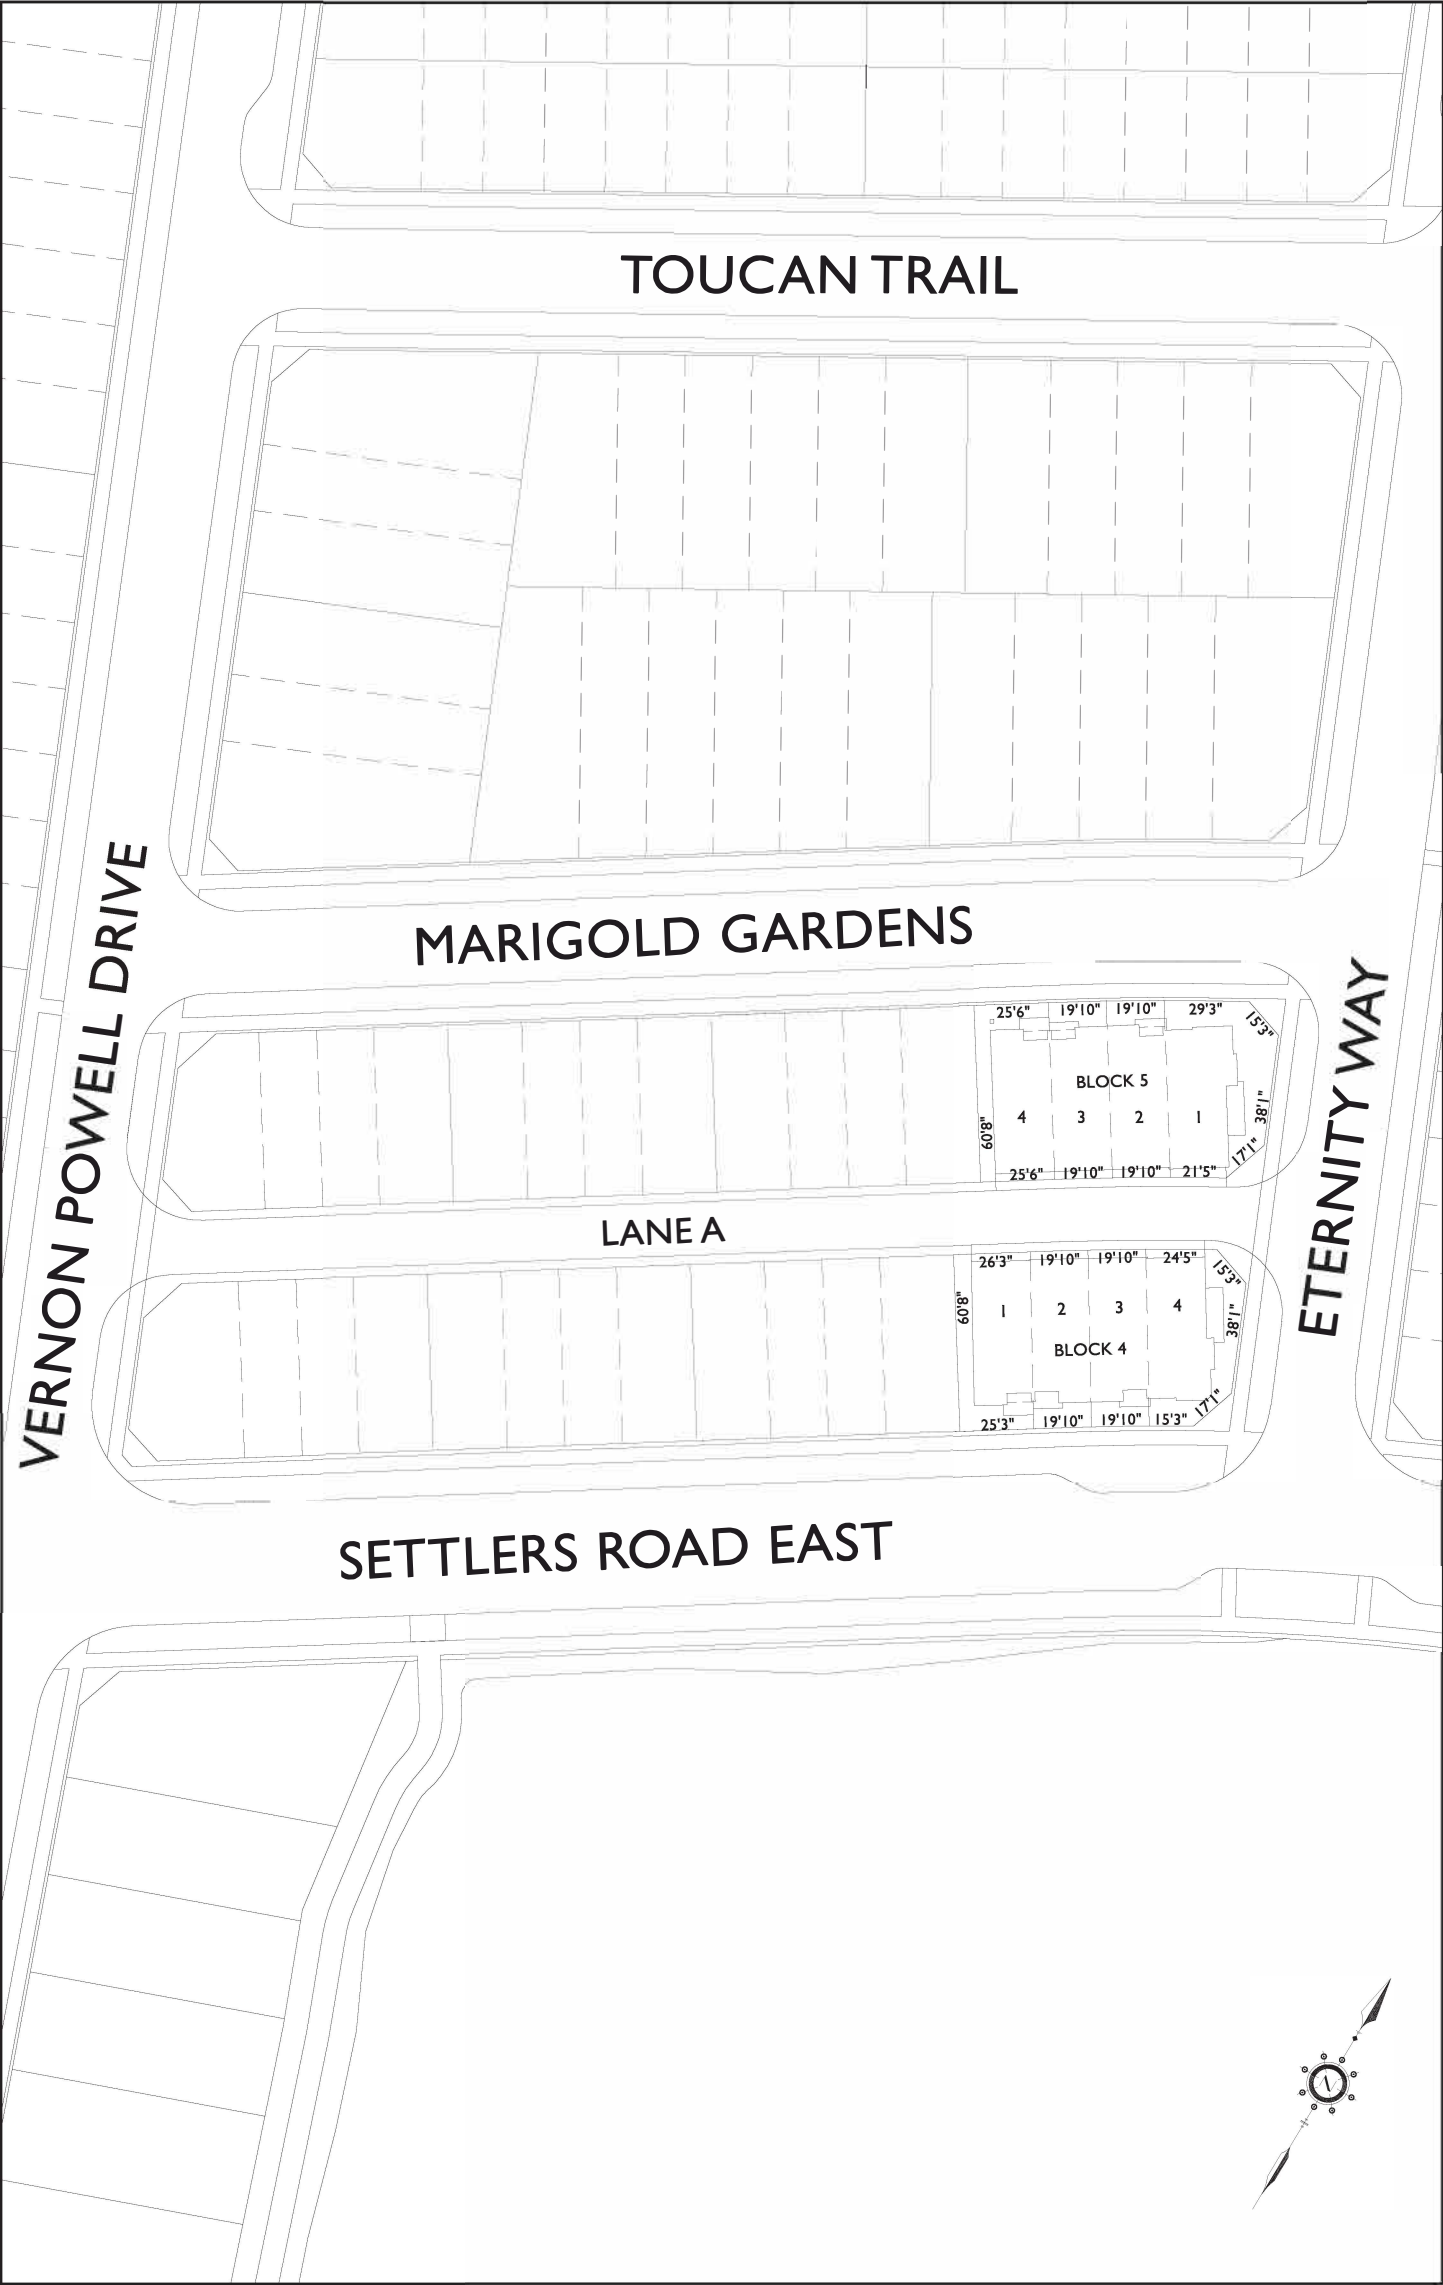 TOUCAN TRAIL
VERNON POWELL DRIVE
MARIGOLD GARDENS
ETERNITY WAY
25'6" 19'10" 19'10" 29'3" 15'3"
BLOCK 5
4 3 2 1
60'8" 38'1"
17'1"
25'6" 19'10" 19'10" 21'5"
LANE A
26'3" 19'10" 19'10" 24'5" 15'3"
60'8" 38'1"
1 2 3 4
BLOCK 4
17'1"
25'3" 19'10" 19'10" 15'3"
SETTLERS ROAD EAST
N